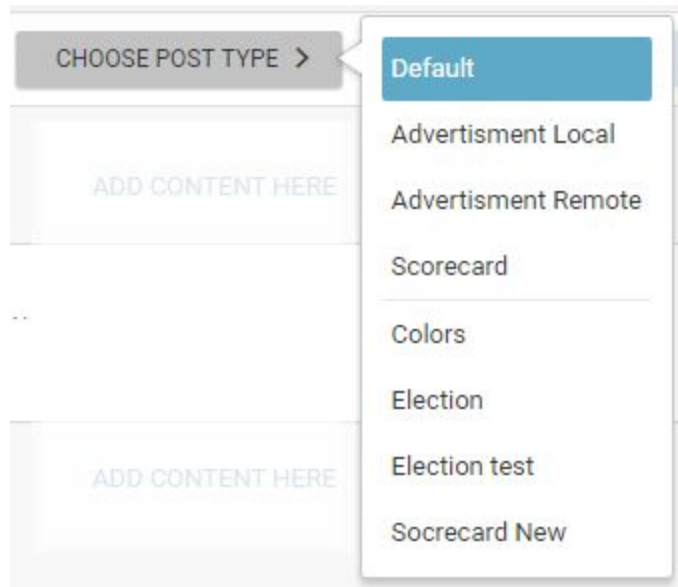 CHOOSE POST TYPE
Default
Advertisment Local
ADD CONTENT HERE
Advertisment Remote
Scorecard
..
Colors
Election
Election test
ADD CONTENT HERE
Socrecard New